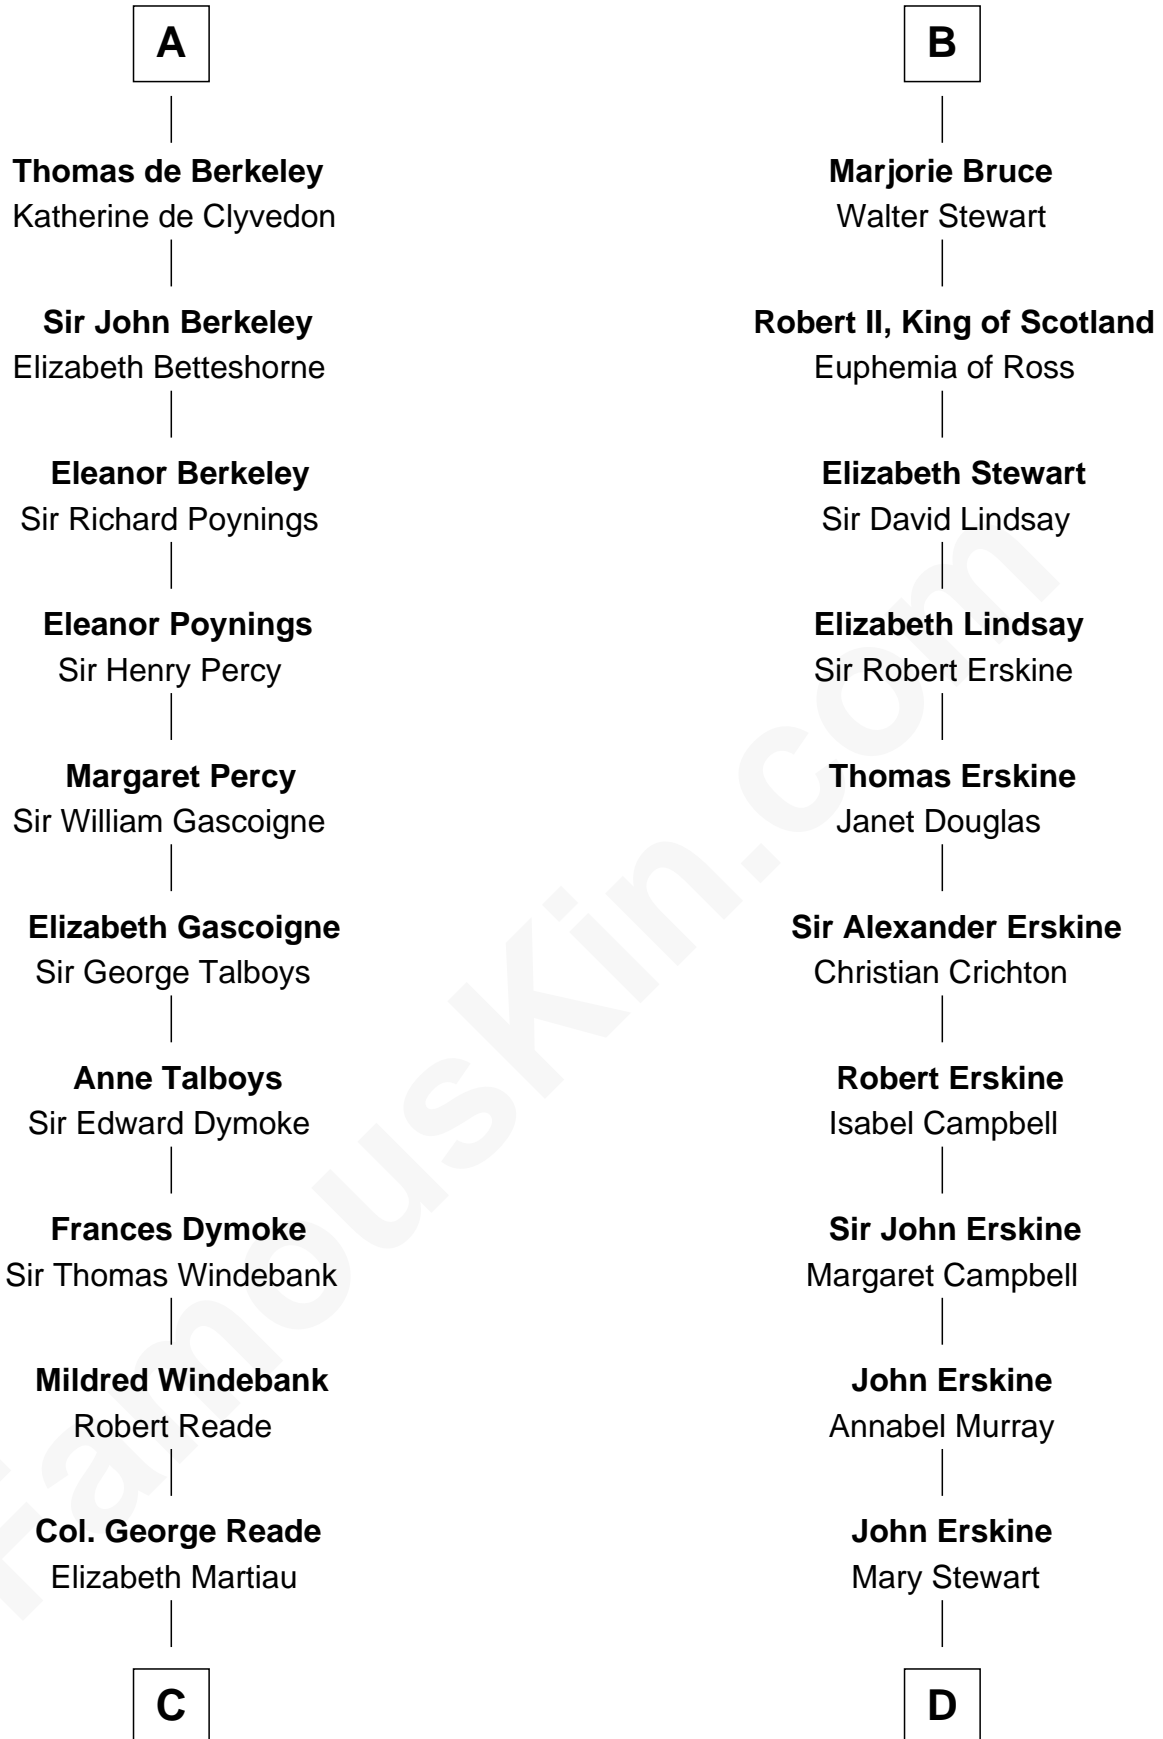 A
Thomas de Berkeley
Katherine de Clyvedon
Sir John Berkeley
Elizabeth Betteshorne
Eleanor Berkeley
Sir Richard Poynings
Eleanor Poynings
Sir Henry Percy
Margaret Percy
Sir William Gascoigne
Elizabeth Gascoigne
Sir George Talboys
Anne Talboys
Sir Edward Dymoke
Frances Dymoke
Sir Thomas Windebank
Mildred Windebank
Robert Reade
Col. George Reade
Elizabeth Martiau
C
B
Marjorie Bruce
Walter Stewart
Robert II, King of Scotland
Euphemia of Ross
Elizabeth Stewart
Sir David Lindsay
Elizabeth Lindsay
Sir Robert Erskine
Thomas Erskine
Janet Douglas
Sir Alexander Erskine
Christian Crichton
Robert Erskine
Isabel Campbell
Sir John Erskine
Margaret Campbell
John Erskine
Annabel Murray
John Erskine
Mary Stewart
D
FamousKin.com